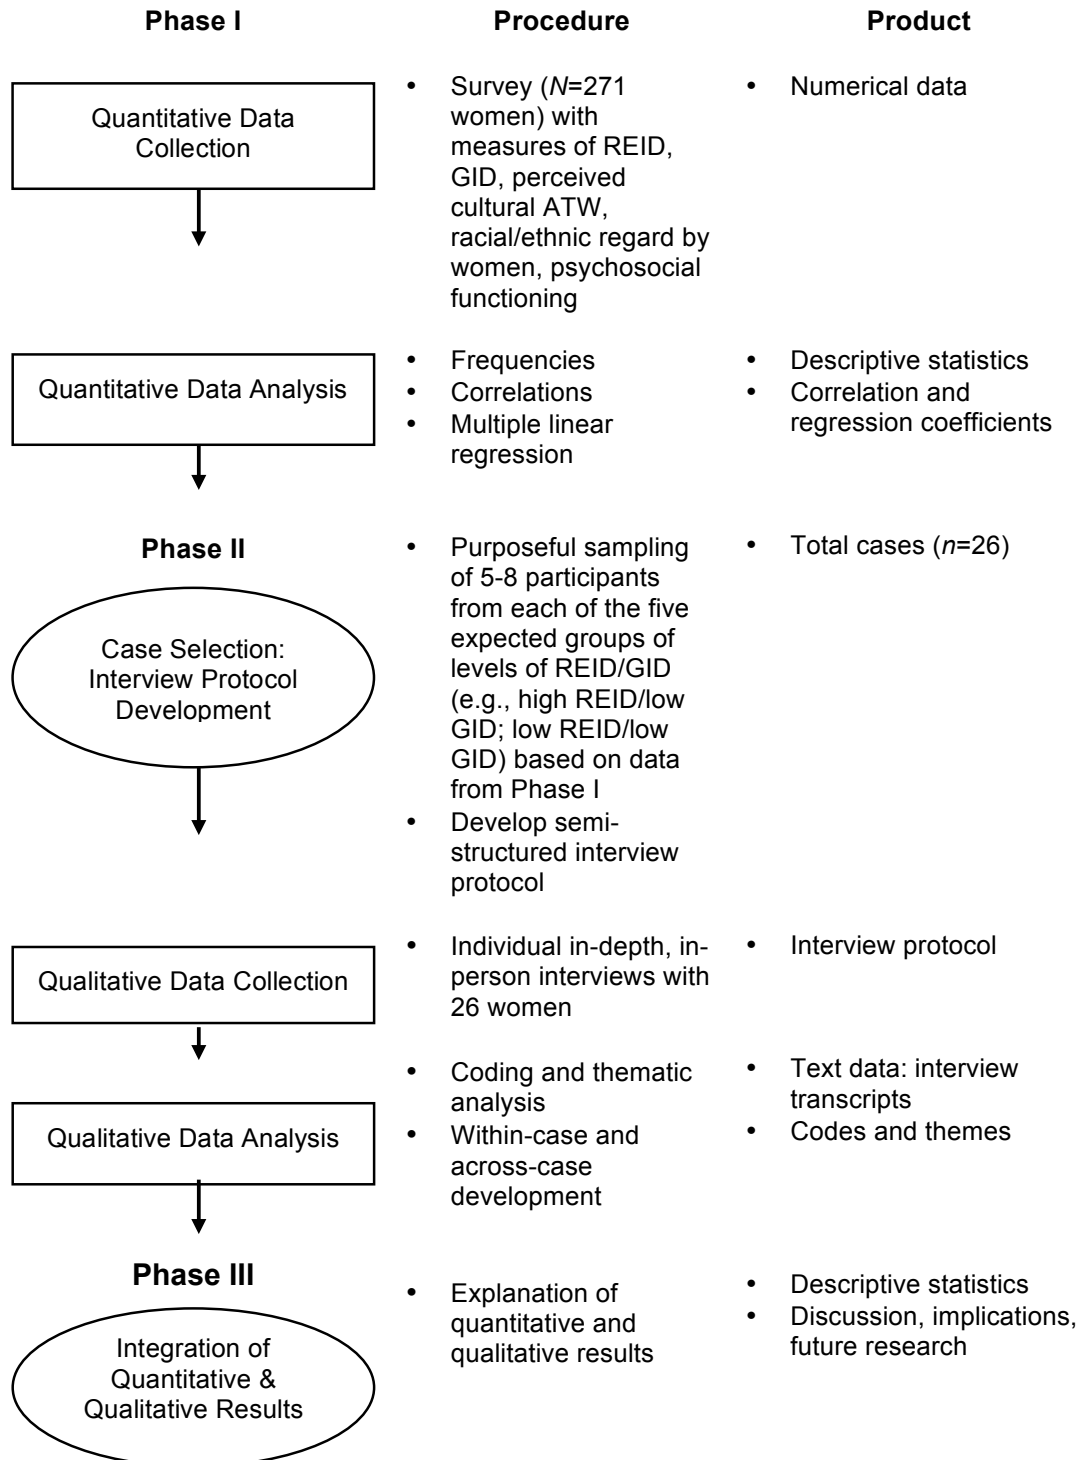 Phase I
Procedure
Product
Quantitative Data
Collection
• Survey (N=271
women) with
measures of REID,
GID, perceived
cultural ATW,
racial/ethnic regard by
women, psychosocial
functioning
• Numerical data
Quantitative Data Analysis
• Frequencies
• Correlations
• Multiple linear
regression
• Descriptive statistics
• Correlation and
regression coefficients
Phase II
Case Selection:
Interview Protocol
Development
• Purposeful sampling
of 5-8 participants
from each of the five
expected groups of
levels of REID/GID
(e.g., high REID/low
GID; low REID/low
GID) based on data
from Phase I
• Develop semi-
structured interview
protocol
• Total cases (n=26)
Qualitative Data Collection
• Individual in-depth, in-
person interviews with
26 women
• Interview protocol
Qualitative Data Analysis
• Coding and thematic
analysis
• Within-case and
across-case
development
• Text data: interview
transcripts
• Codes and themes
Phase III
Integration of
Quantitative &
Qualitative Results
• Explanation of
quantitative and
qualitative results
• Descriptive statistics
• Discussion, implications,
future research